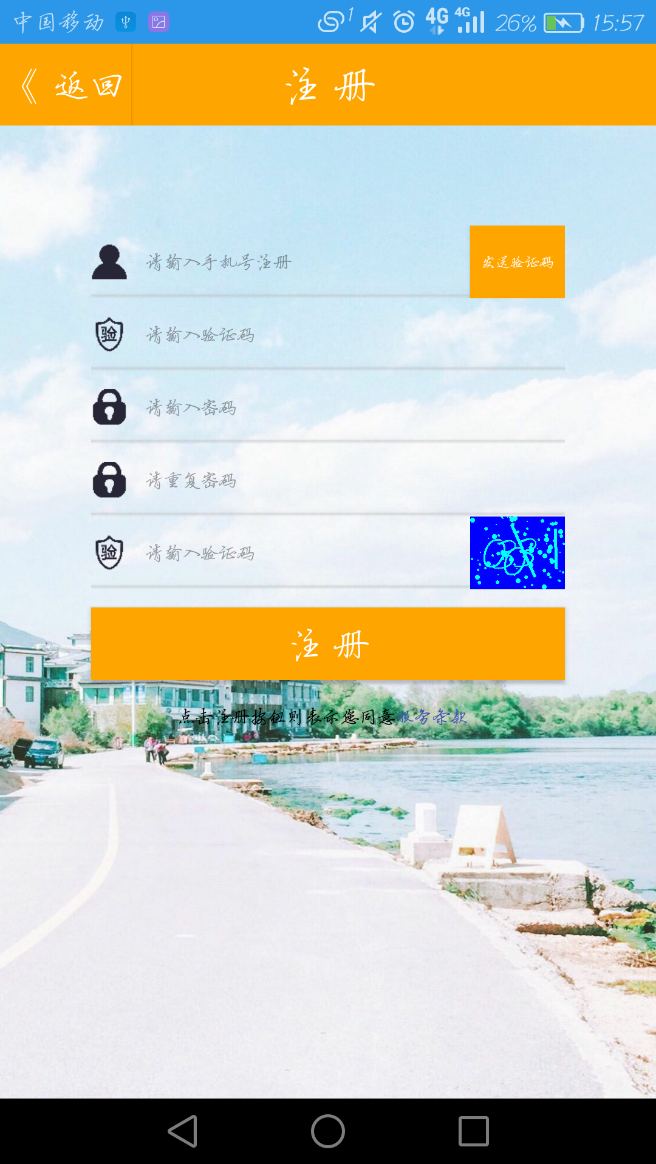 中国移动 1 4G 4G 26% 15:57
《 返回 注册
请输入手机号注册 发送验证码
验 请输入验证码
请输入密码
请重复密码
验 请输入验证码
注册
点击注册按钮则表示您同意服务条款